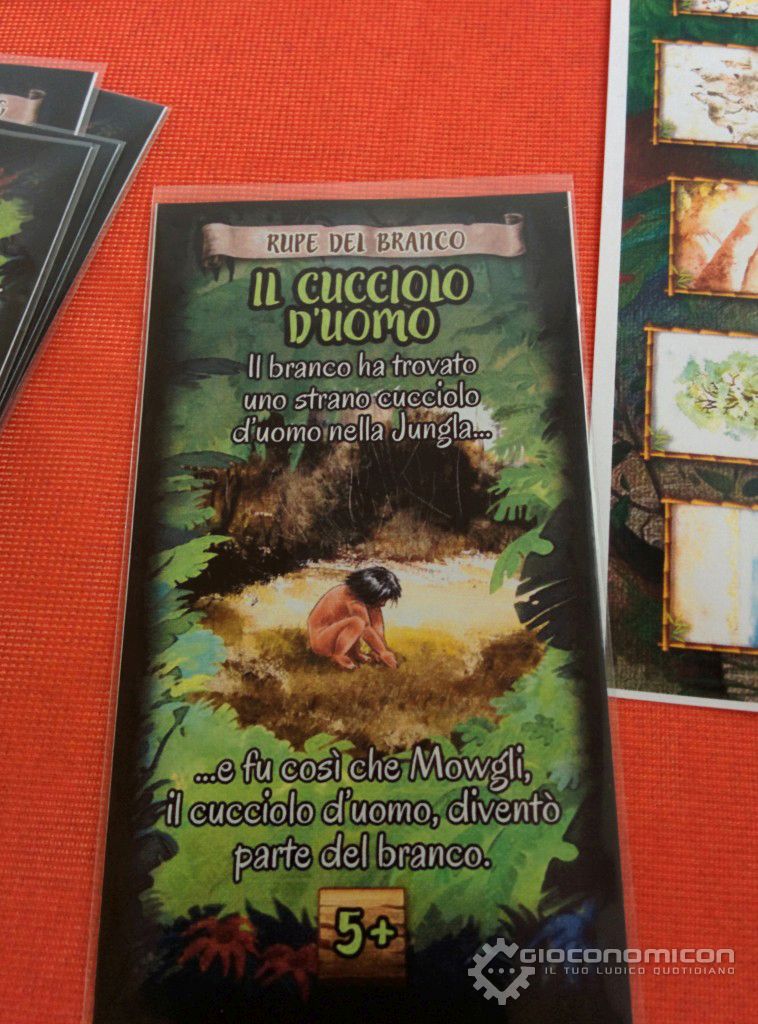 RUPE DEL BRANCO
IL CUCCIOLO
D'UOMO
Il branco ha trovato
uno strano cucciolo
d'uomo nella Jungla...
...e fu così che Mowgli,
il cucciolo d'uomo, diventò
parte del branco.
5+
GIOCONOMICON
IL TUO LUDICO QUOTIDIANO